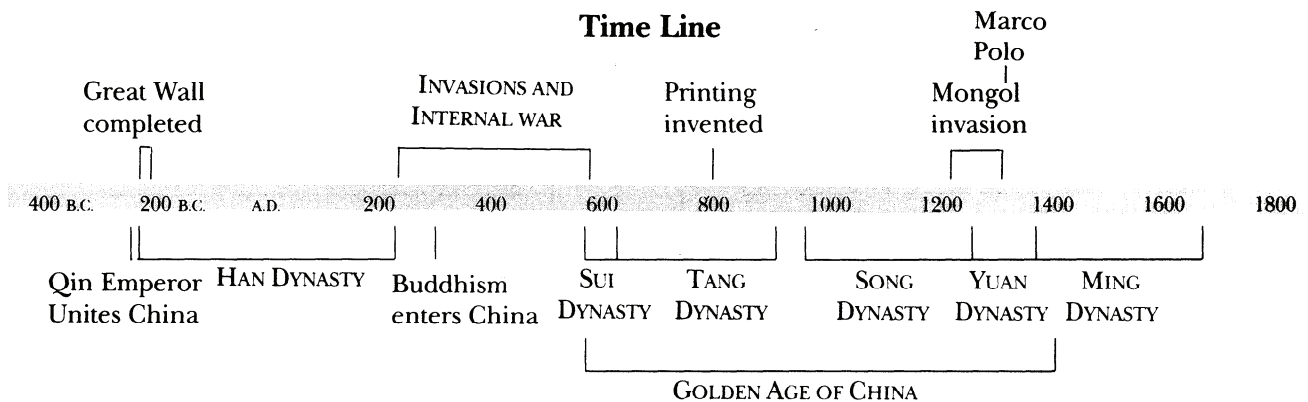 Time Line
Marco
Polo
Great Wall
completed
INVASIONS AND
INTERNAL WAR
Printing
invented
Mongol
invasion
400 B.C. 200 B.C. A.D. 200 400 600 800 1000 1200 1400 1600 1800
Qin Emperor
Unites China
HAN DYNASTY
Buddhism
enters China
SUI
DYNASTY
TANG
DYNASTY
SONG
DYNASTY
YUAN
DYNASTY
MING
DYNASTY
GOLDEN AGE OF CHINA